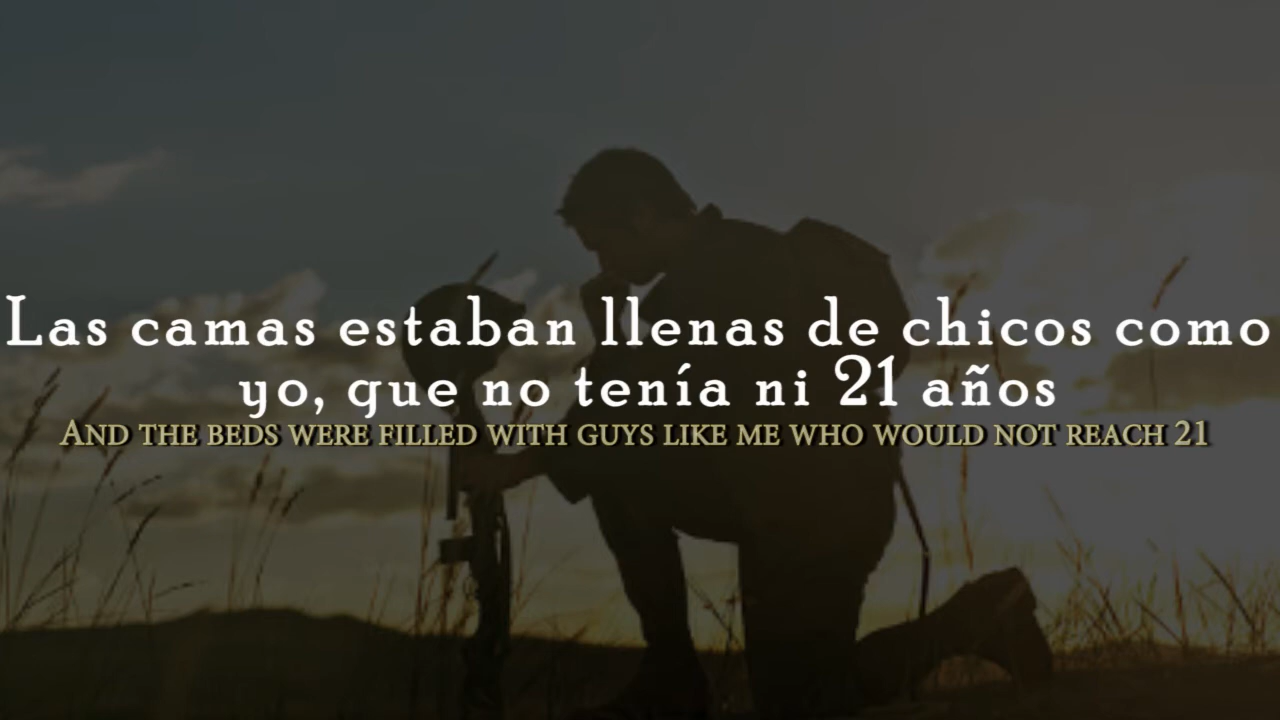 Las camas estaban llenas de chicos como
yo, que no tenía ni 21 años
And the beds were filled with guys like me who would not reach 21